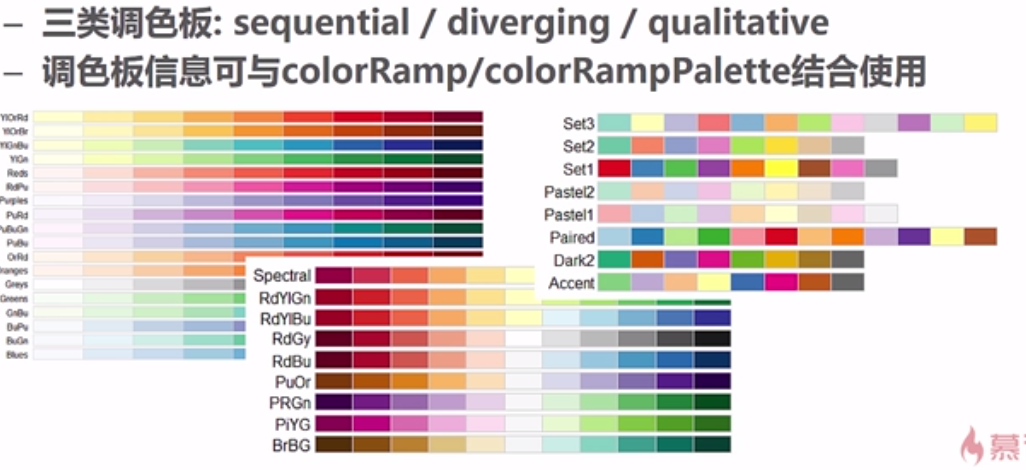 – 三类调色板: sequential / diverging / qualitative
– 调色板信息可与colorRamp/colorRampPalette结合使用
YlOrRd
YlOrBr
YlGnBu
YlGn
Reds
RdPu
Purples
PuRd
PuBuGn
PuBu
OrRd
ranges
Greys
Greens
GnBu
BuPu
BuGn
Blues
Spectral
RdYlGn
RdYlBu
RdGy
RdBu
PuOr
PRGn
PiYG
BrBG
Set3
Set2
Set1
Pastel2
Pastel1
Paired
Dark2
Accent
慕